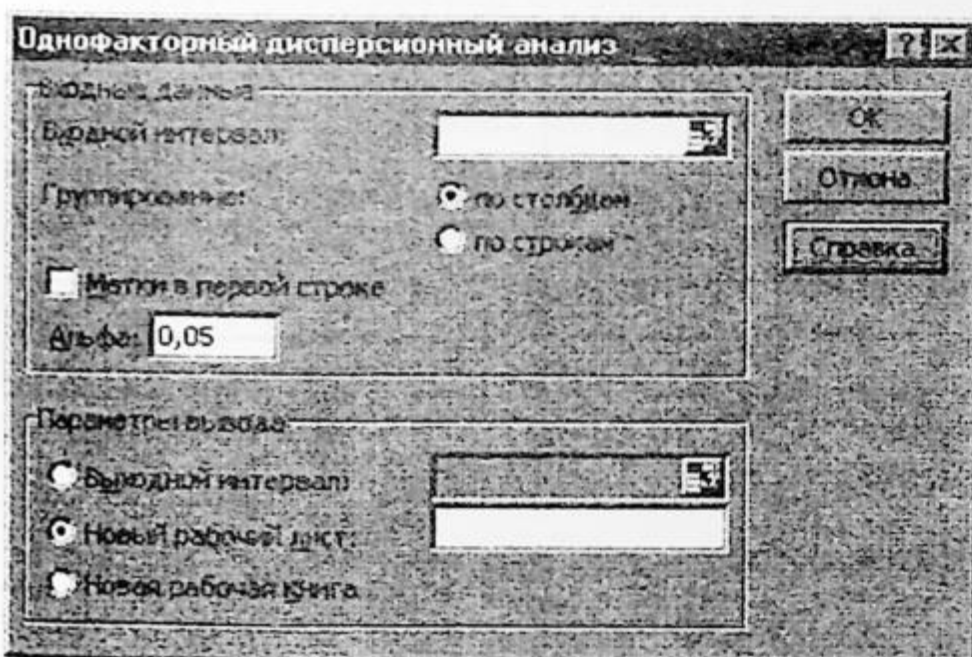 Однофакторный дисперсионный анализ
Входные данные
Входной интервал:
Группирование:
по столбцам
по строкам
Метки в первой строке
Альфа: 0,05
OK
Отмена
Справка
Параметры вывода
Выходной интервал:
Новый рабочий лист:
Новая рабочая книга